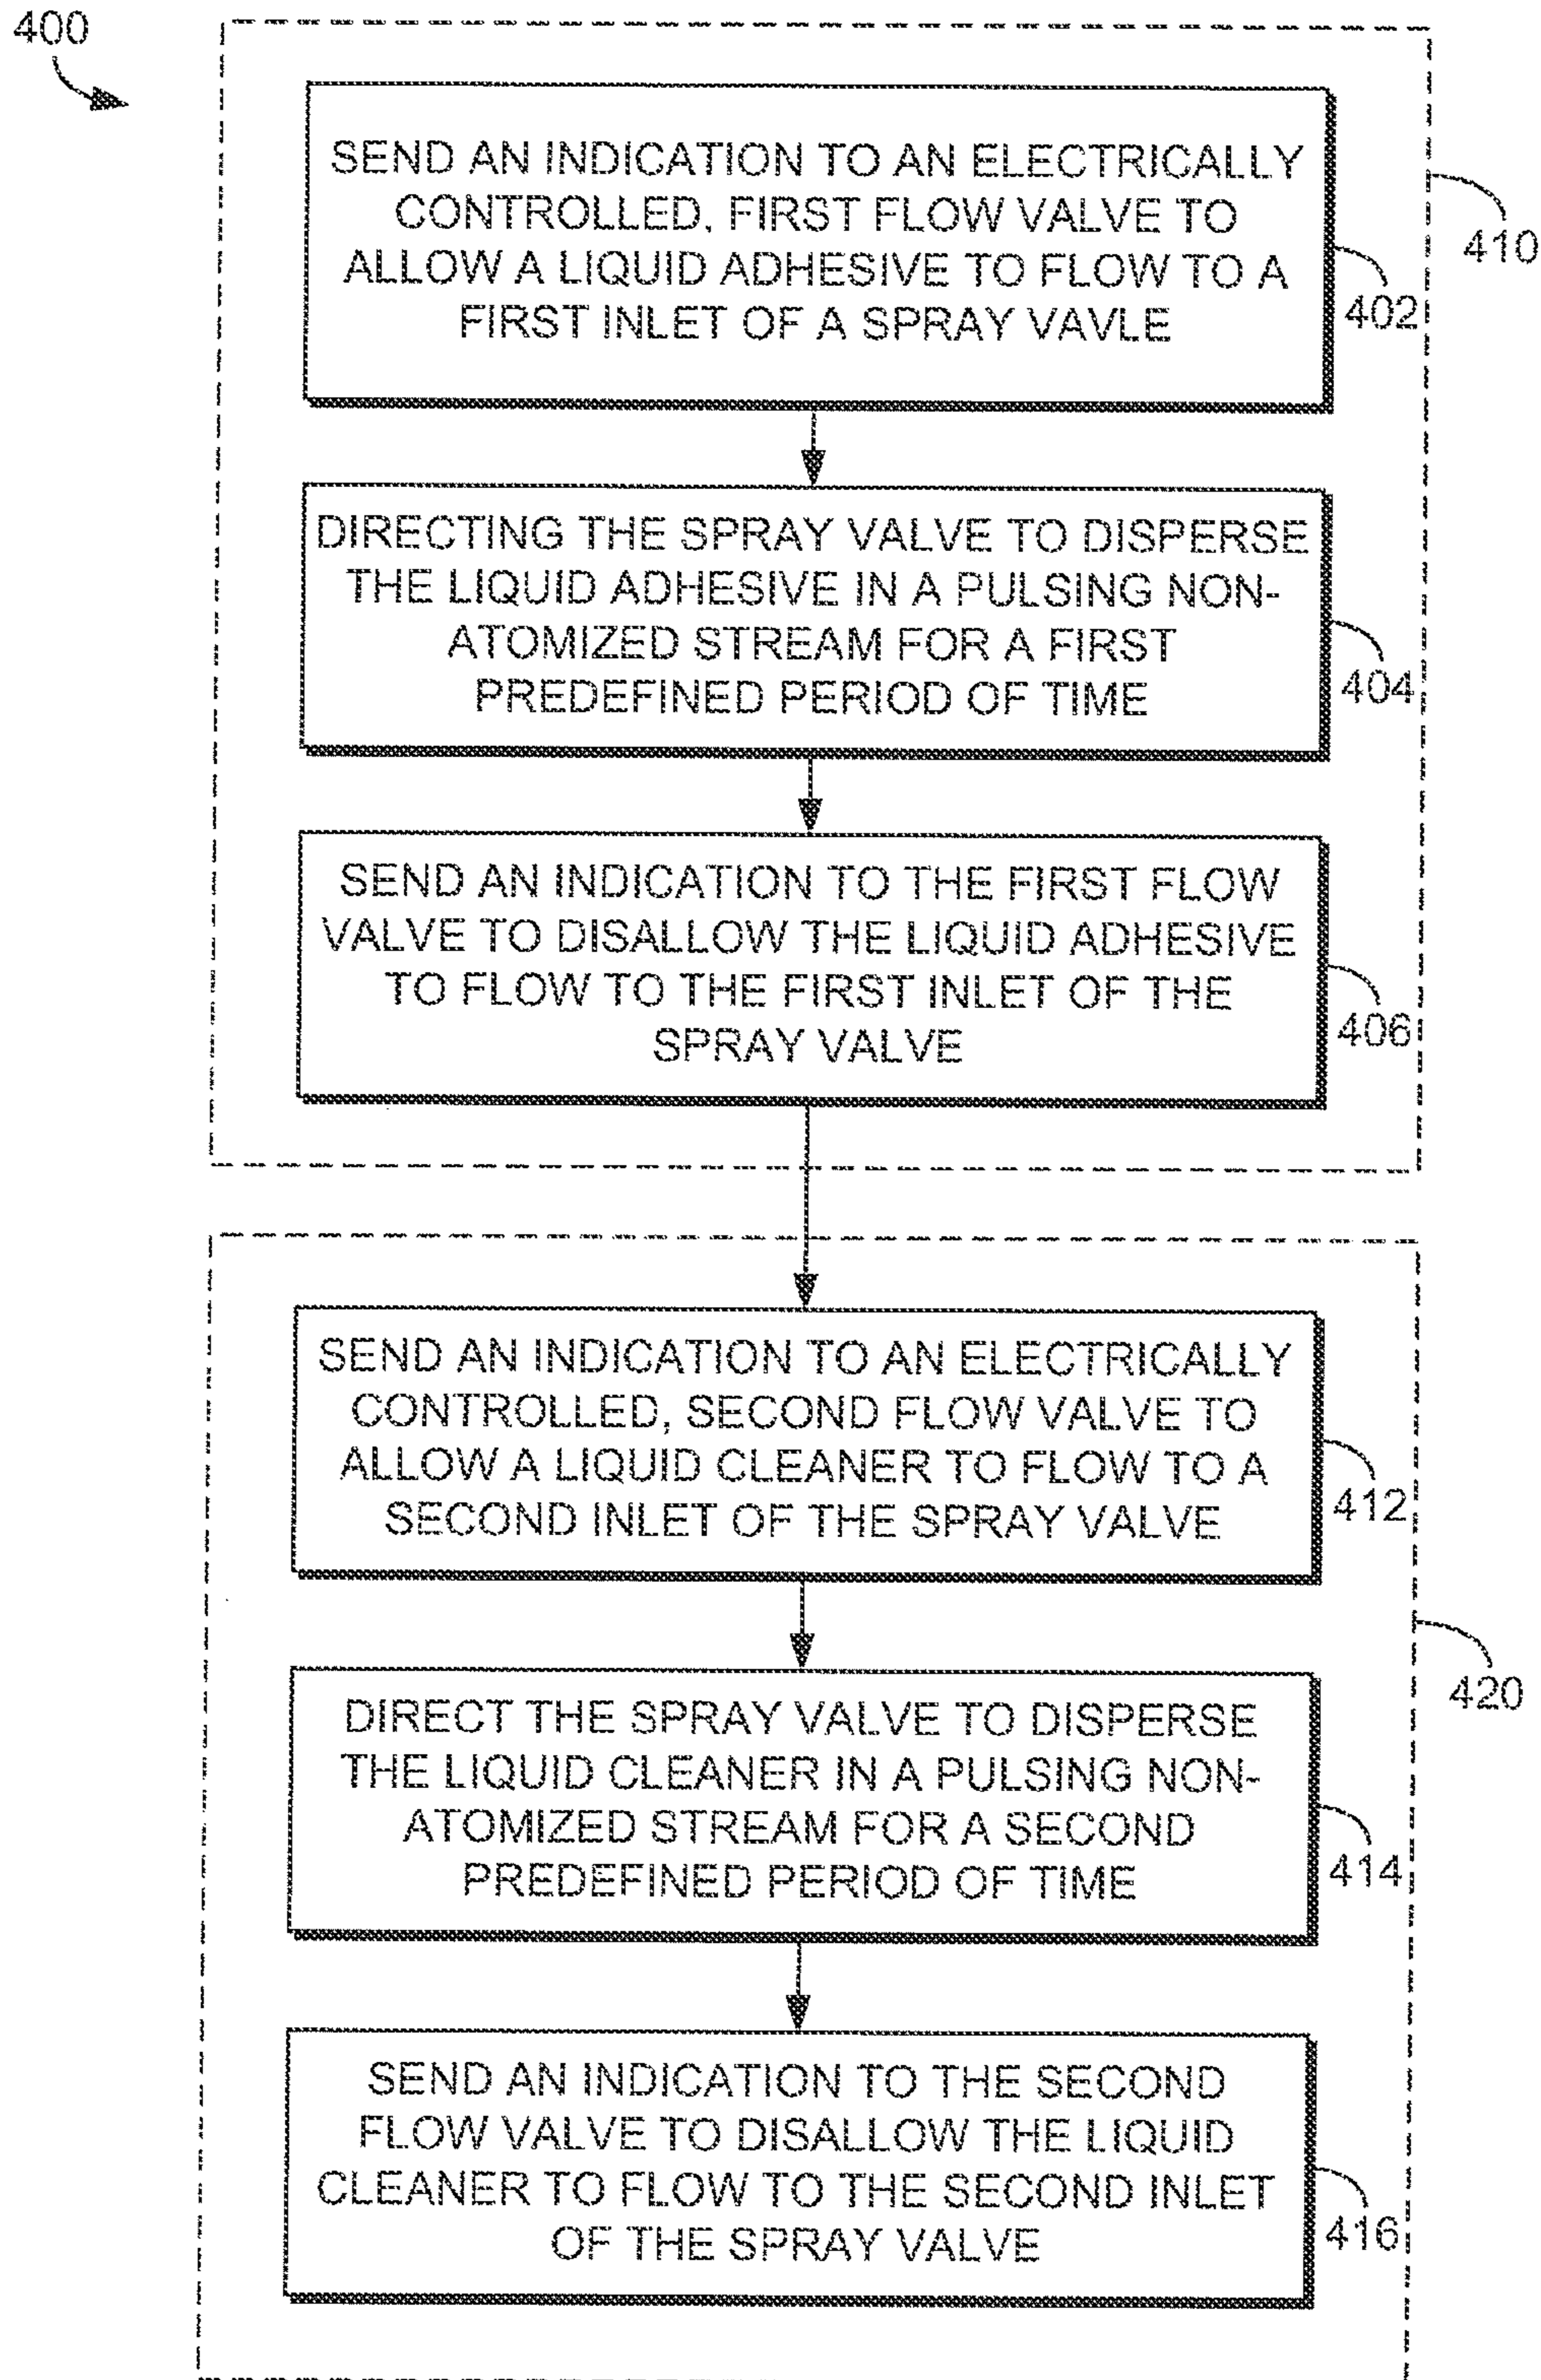 400
SEND AN INDICATION TO AN ELECTRICALLY
CONTROLLED, FIRST FLOW VALVE TO
ALLOW A LIQUID ADHESIVE TO FLOW TO A
FIRST INLET OF A SPRAY VAVLE
410
402
DIRECTING THE SPRAY VALVE TO DISPERSE
THE LIQUID ADHESIVE IN A PULSING NON-
ATOMIZED STREAM FOR A FIRST
PREDEFINED PERIOD OF TIME
404
SEND AN INDICATION TO THE FIRST FLOW
VALVE TO DISALLOW THE LIQUID ADHESIVE
TO FLOW TO THE FIRST INLET OF THE
SPRAY VALVE
406
SEND AN INDICATION TO AN ELECTRICALLY
CONTROLLED, SECOND FLOW VALVE TO
ALLOW A LIQUID CLEANER TO FLOW TO A
SECOND INLET OF THE SPRAY VALVE
412
420
DIRECT THE SPRAY VALVE TO DISPERSE
THE LIQUID CLEANER IN A PULSING NON-
ATOMIZED STREAM FOR A SECOND
PREDEFINED PERIOD OF TIME
414
SEND AN INDICATION TO THE SECOND
FLOW VALVE TO DISALLOW THE LIQUID
CLEANER TO FLOW TO THE SECOND INLET
OF THE SPRAY VALVE
416